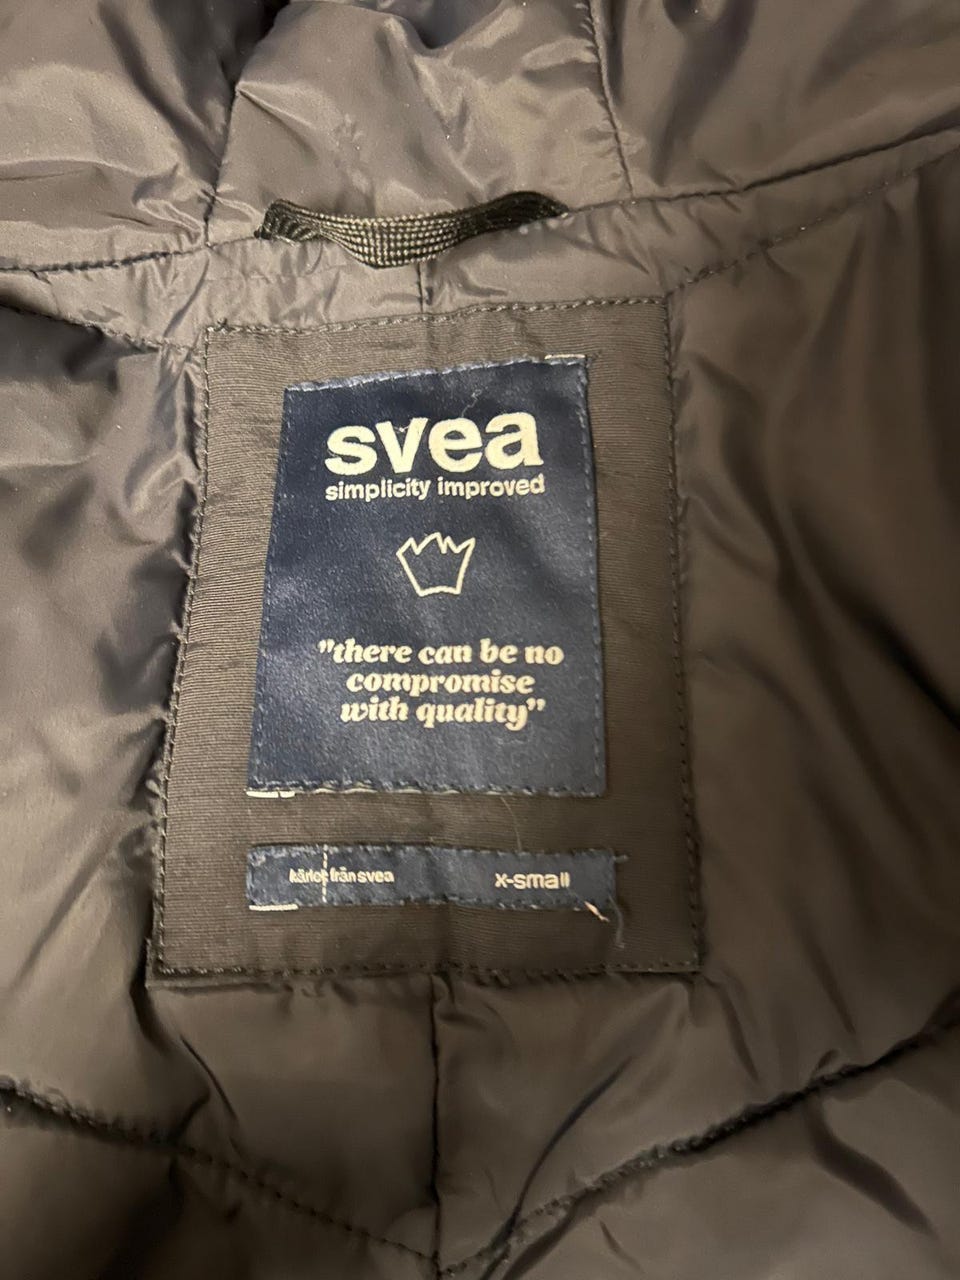 svea
simplicity improved
"there can be no
compromise
with quality"
kärlek från svea
x-small